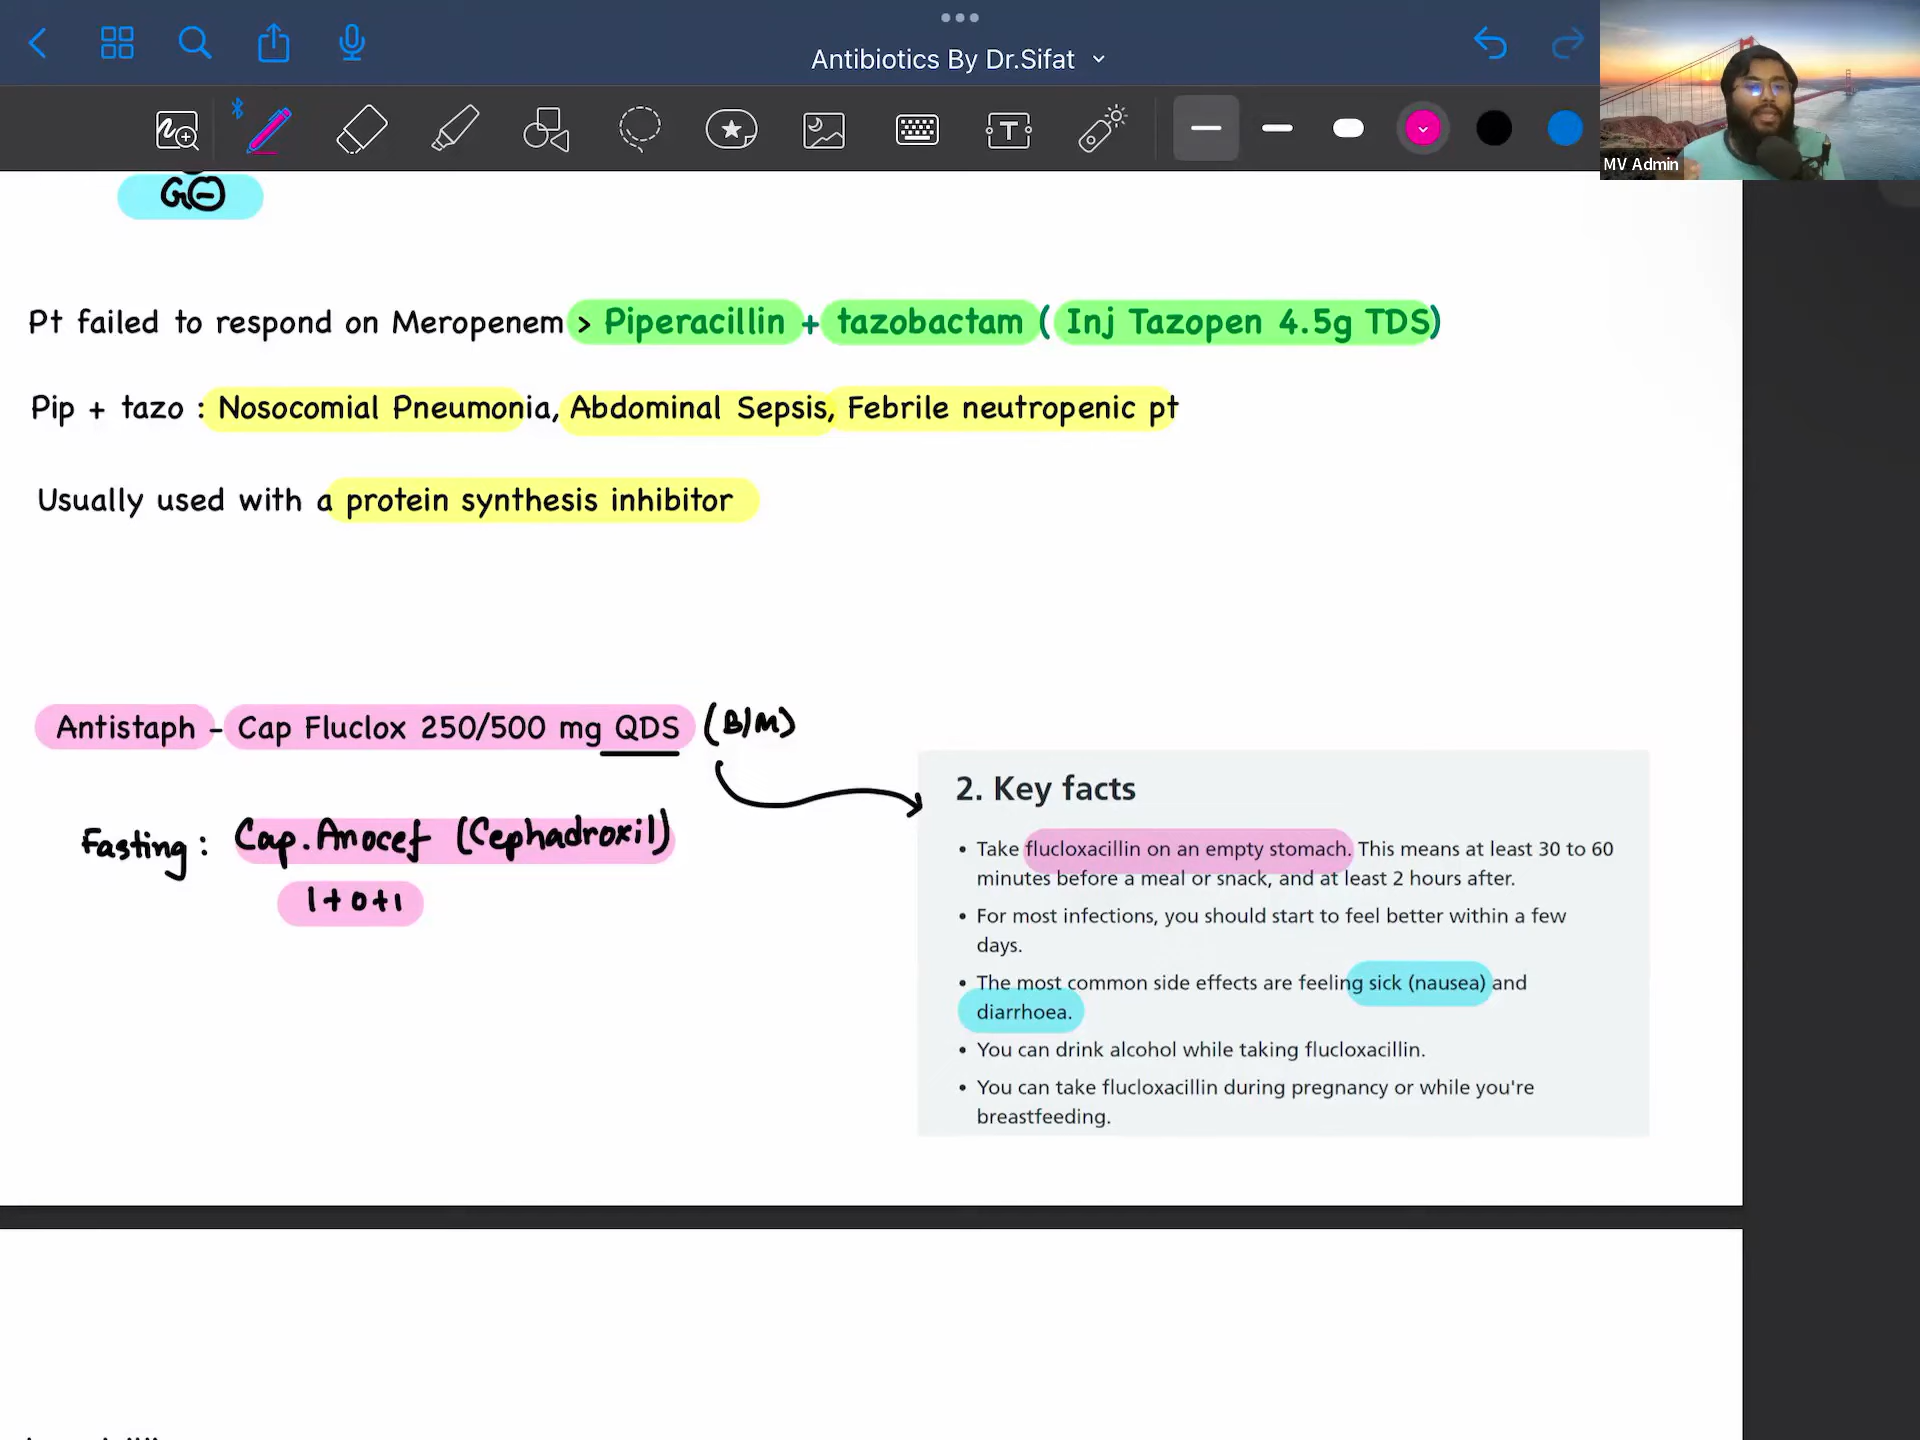 Antibiotics By Dr.Sifat
MV Admin
G⊖
Pt failed to respond on Meropenem > Piperacillin + tazobactam ( Inj Tazopen 4.5g TDS)
Pip + tazo : Nosocomial Pneumonia, Abdominal Sepsis, Febrile neutropenic pt
Usually used with a protein synthesis inhibitor
Antistaph - Cap Fluclox 250/500 mg QDS (B/M)
Fasting : Cap. Anocef (Cephadroxil)
1+0+1
2. Key facts
• Take flucloxacillin on an empty stomach. This means at least 30 to 60
minutes before a meal or snack, and at least 2 hours after.
• For most infections, you should start to feel better within a few
days.
• The most common side effects are feeling sick (nausea) and
diarrhoea.
• You can drink alcohol while taking flucloxacillin.
• You can take flucloxacillin during pregnancy or while you're
breastfeeding.